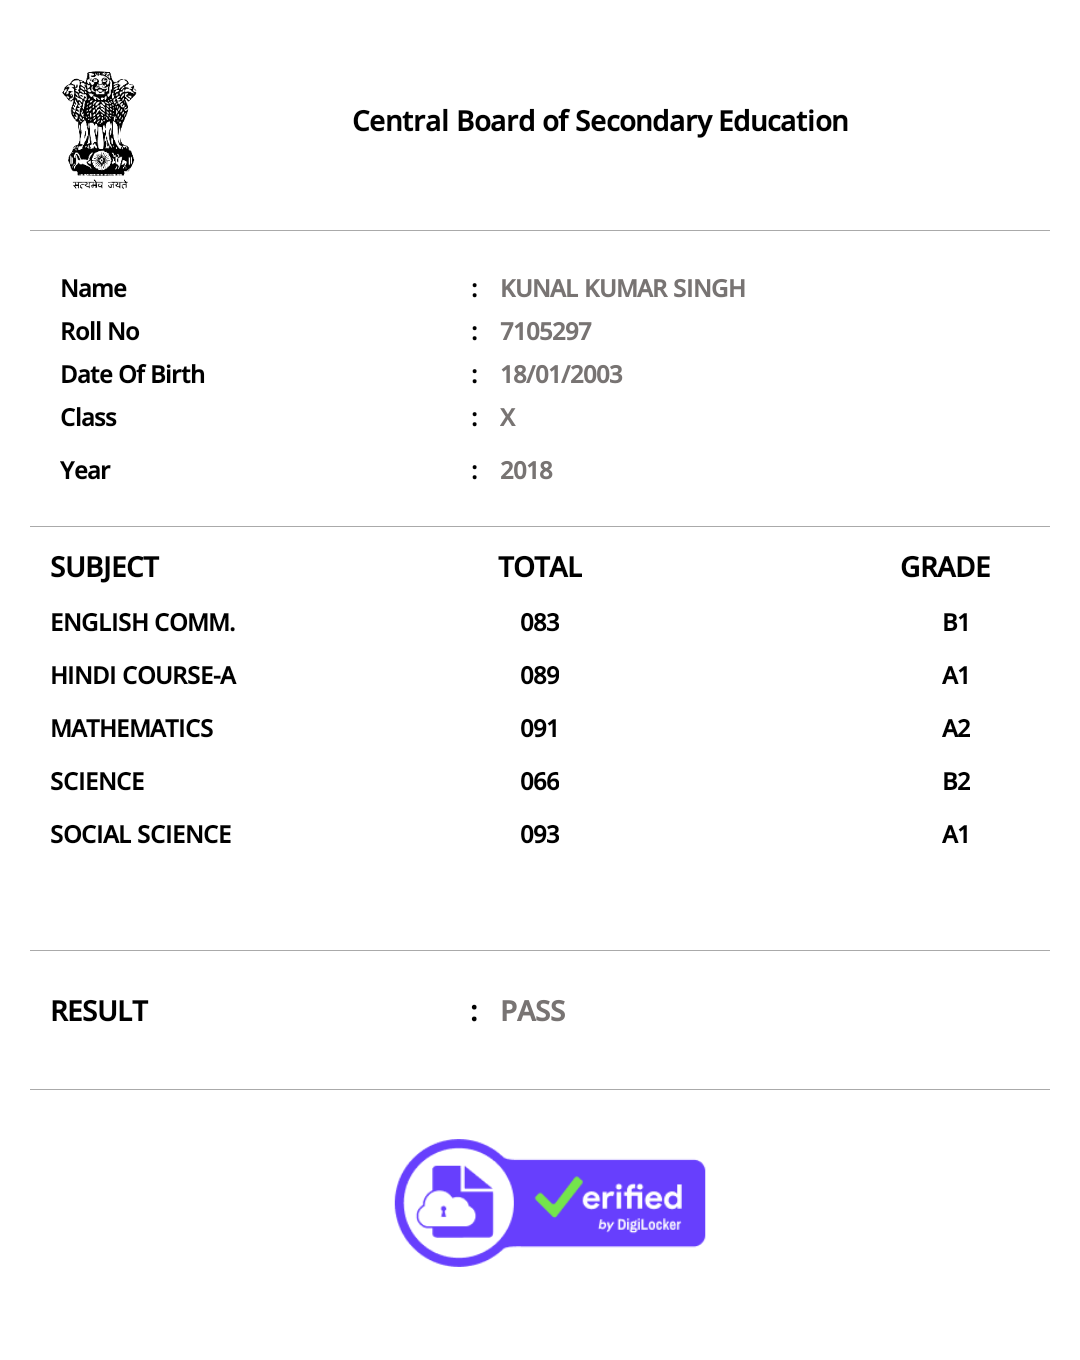 सत्यमेव जयते
Central Board of Secondary Education
Name : KUNAL KUMAR SINGH
Roll No : 7105297
Date Of Birth : 18/01/2003
Class : X
Year : 2018
SUBJECT TOTAL GRADE
ENGLISH COMM. 083 B1
HINDI COURSE-A 089 A1
MATHEMATICS 091 A2
SCIENCE 066 B2
SOCIAL SCIENCE 093 A1
RESULT : PASS
Verified
by DigiLocker